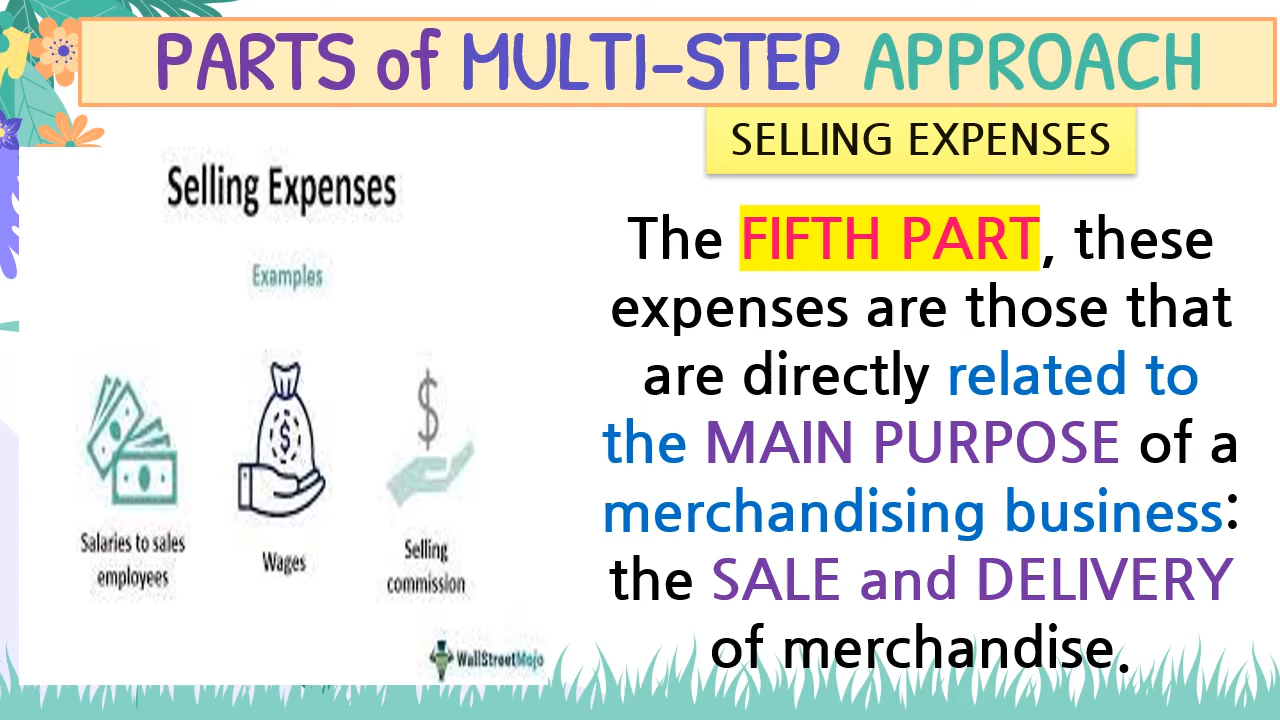 PARTS of MULTI-STEP APPROACH
SELLING EXPENSES
Selling Expenses
Examples
Salaries to sales
employees
Wages
Selling
commission
WallStreetMojo
The FIFTH PART, these
expenses are those that
are directly related to
the MAIN PURPOSE of a
merchandising business:
the SALE and DELIVERY
of merchandise.